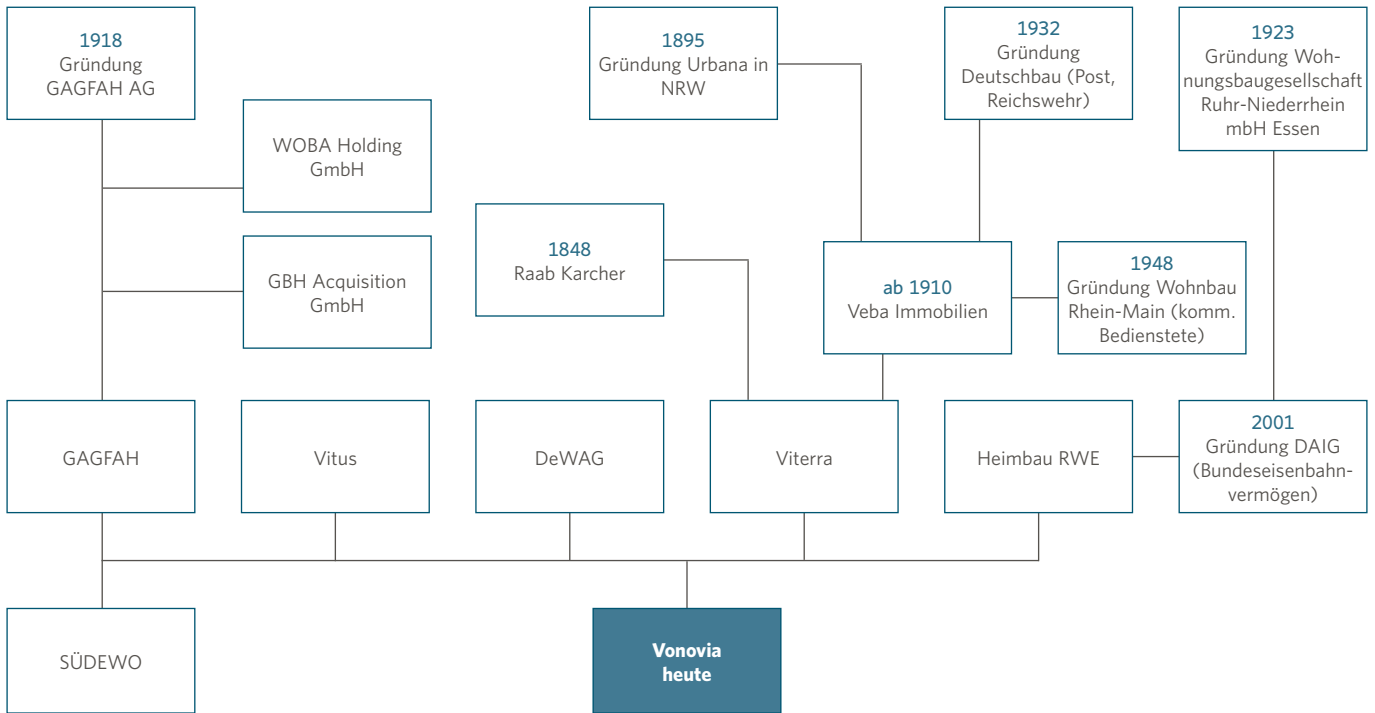 1918
Gründung
GAGFAH AG
1895
Gründung Urbana in
NRW
1932
Gründung
Deutschbau (Post,
Reichswehr)
1923
Gründung Woh-
nungsbaugesellschaft
Ruhr-Niederrhein
mbH Essen
WOBA Holding
GmbH
1848
Raab Karcher
GBH Acquisition
GmbH
ab 1910
Veba Immobilien
1948
Gründung Wohnbau
Rhein-Main (komm.
Bedienstete)
GAGFAH
Vitus
DeWAG
Viterra
Heimbau RWE
2001
Gründung DAIG
(Bundeseisenbahn-
vermögen)
SÜDEWO
Vonovia
heute